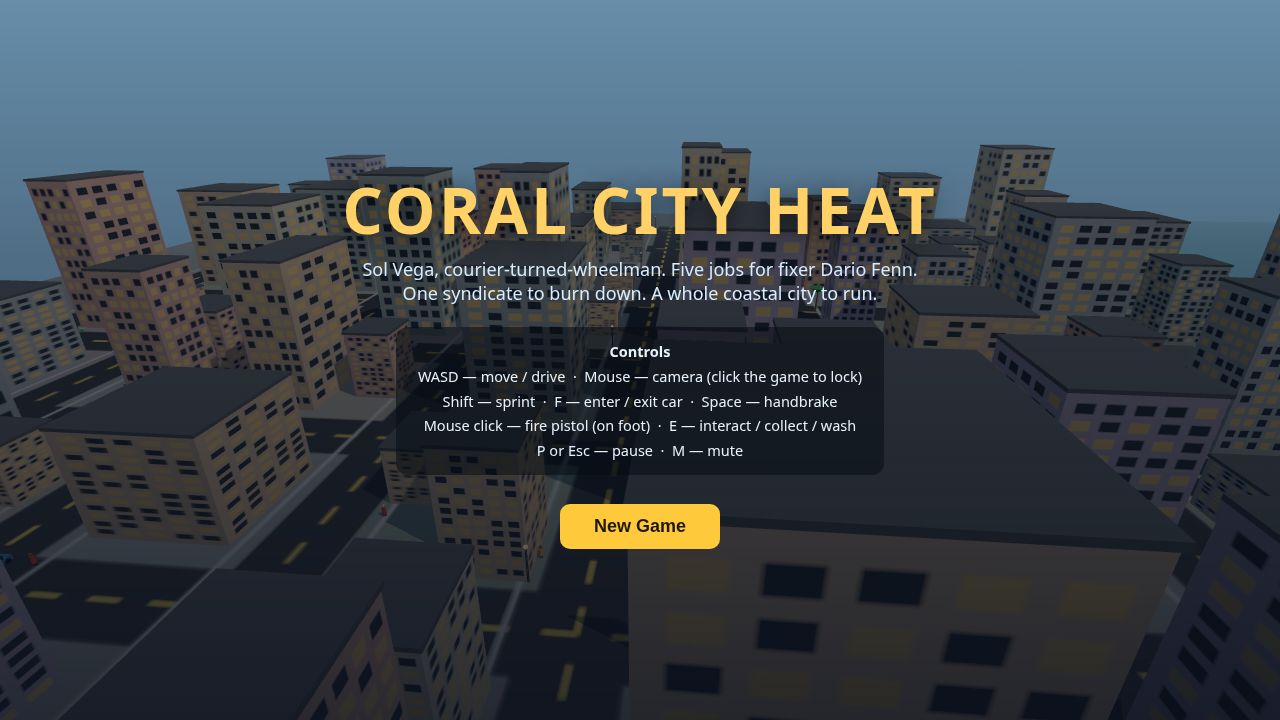 CORAL CITY HEAT
Sol Vega, courier-turned-wheelman. Five jobs for fixer Dario Fenn.
One syndicate to burn down. A whole coastal city to run.
Controls
WASD — move / drive · Mouse — camera (click the game to lock)
Shift — sprint · F — enter / exit car · Space — handbrake
Mouse click — fire pistol (on foot) · E — interact / collect / wash
P or Esc — pause · M — mute
New Game